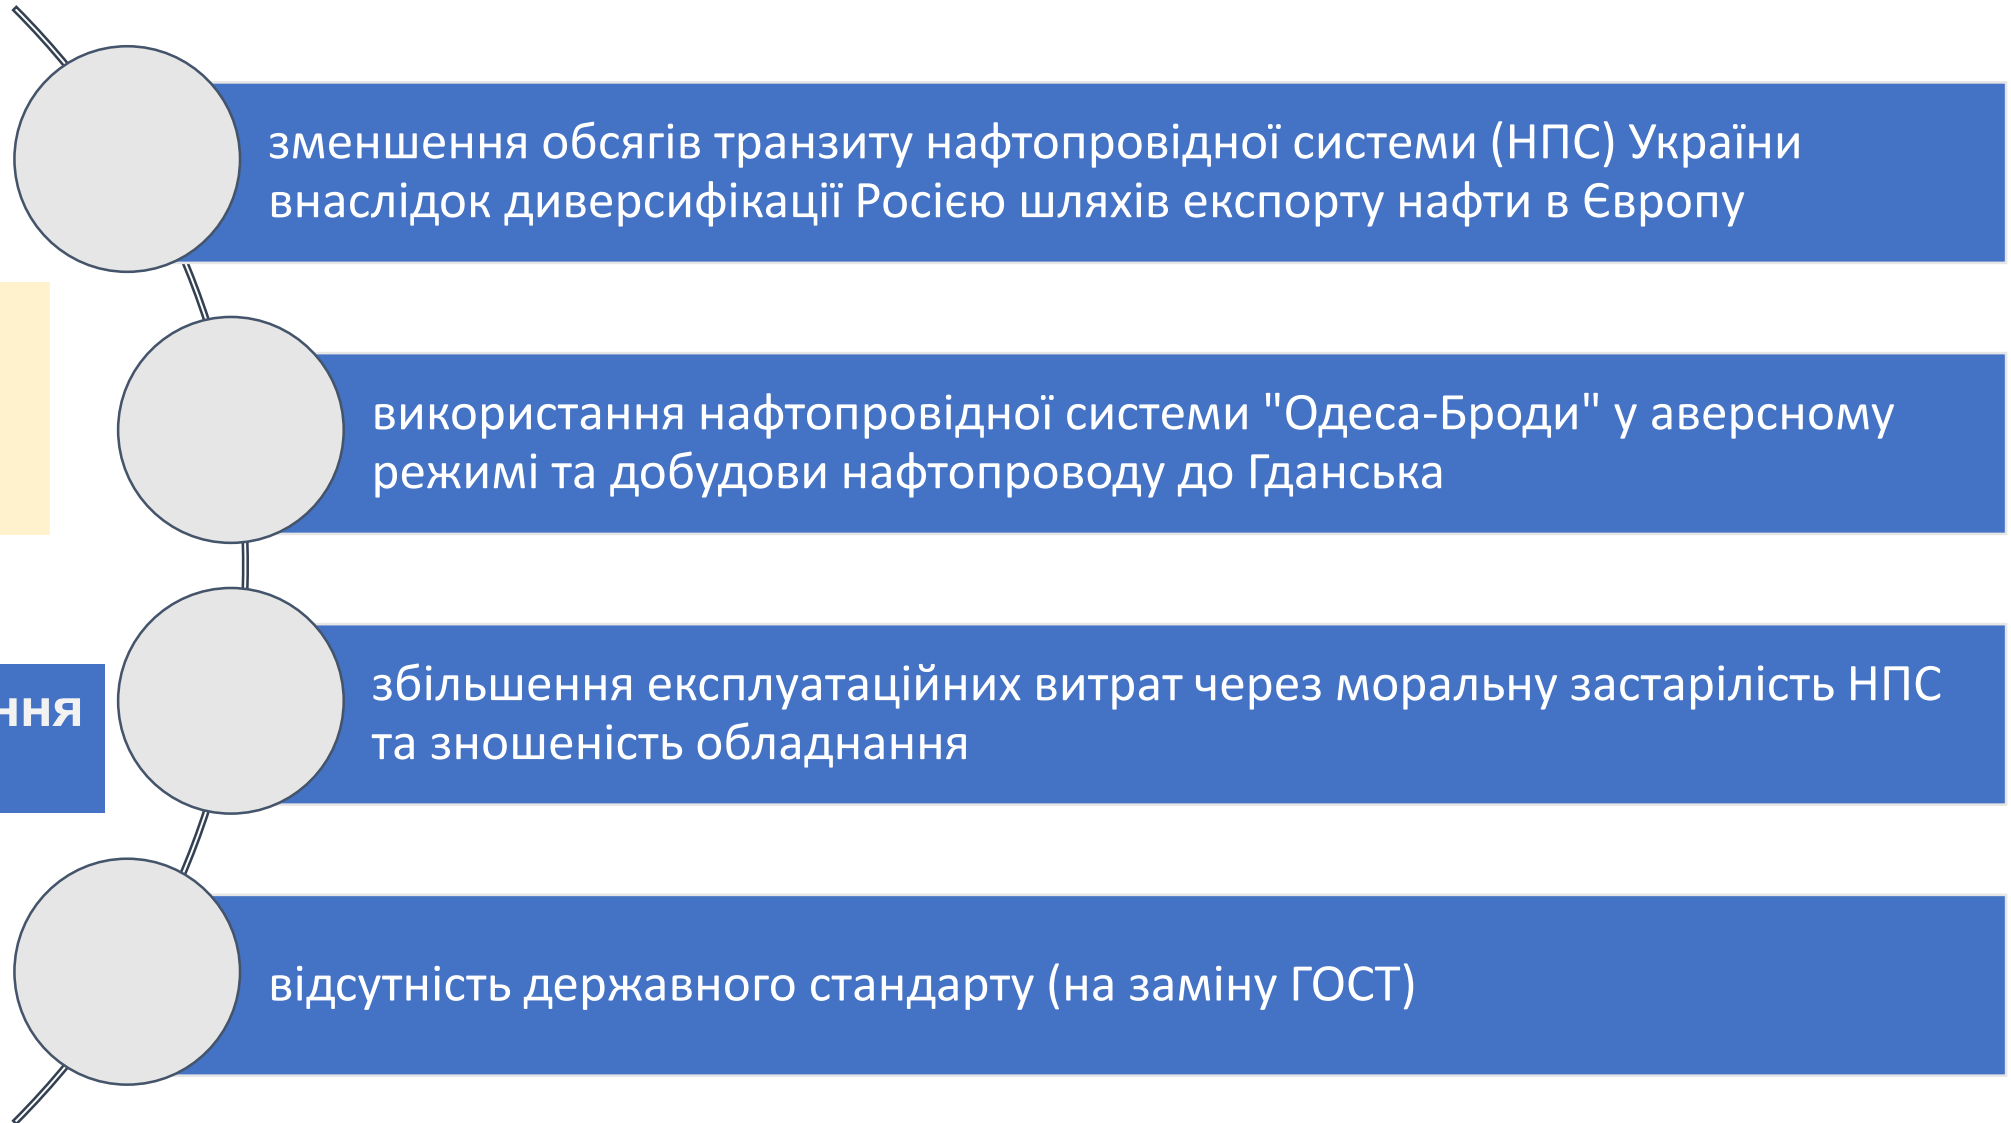 зменшення обсягів транзиту нафтопровідної системи (НПС) України
внаслідок диверсифікації Росією шляхів експорту нафти в Європу
використання нафтопровідної системи "Одеса-Броди" у аверсному
режимі та добудови нафтопроводу до Гданська
збільшення експлуатаційних витрат через моральну застарілість НПС
та зношеність обладнання
відсутність державного стандарту (на заміну ГОСТ)